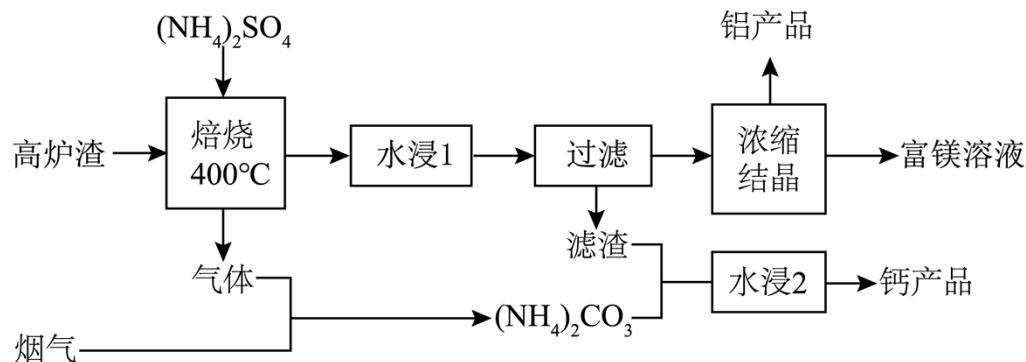 (NH₄)₂SO₄
铝产品
高炉渣
焙烧
400℃
水浸1
过滤
浓缩
结晶
富镁溶液
气体
滤渣
水浸2
钙产品
(NH₄)₂CO₃
烟气